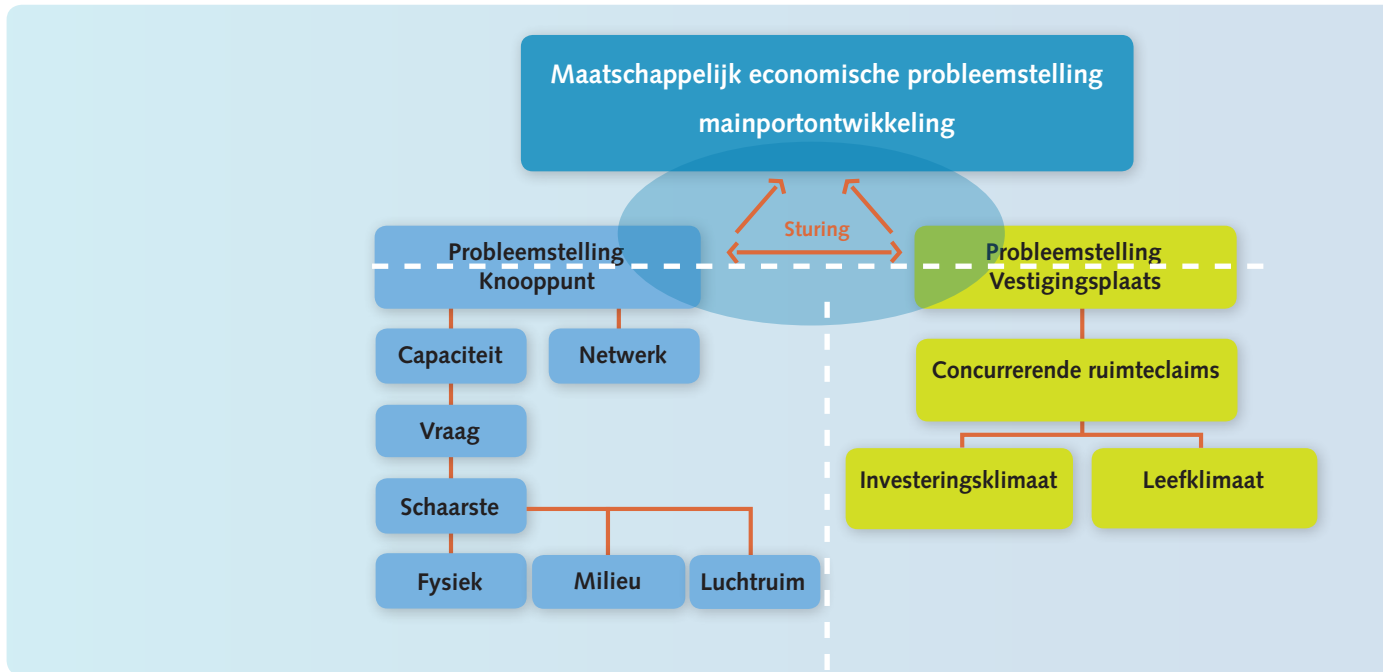 Maatschappelijk economische probleemstelling
mainportontwikkeling
Sturing
Probleemstelling
Knooppunt
Probleemstelling
Vestigingsplaats
Capaciteit
Netwerk
Concurrerende ruimteclaims
Vraag
Investeringsklimaat
Leefklimaat
Schaarste
Fysiek
Milieu
Luchtruim